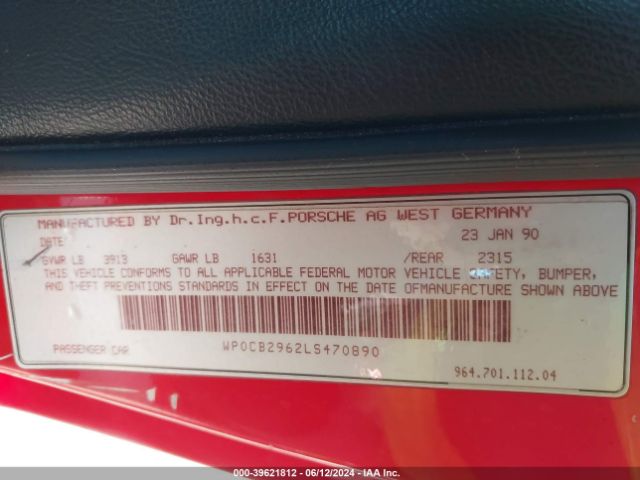 MANUFACTURED BY Dr.Ing.h.c.F.PORSCHE AG WEST GERMANY
DATE: 23 JAN 90
GVWR LB 3913 GAWR LB 1631 /REAR 2315
THIS VEHICLE CONFORMS TO ALL APPLICABLE FEDERAL MOTOR VEHICLE SAFETY, BUMPER,
AND THEFT PREVENTIONS STANDARDS IN EFFECT ON THE DATE OFMANUFACTURE SHOWN ABOVE
PASSENGER CAR WP0CB2962LS470890
964.701.112.04
000-39621812 - 06/12/2024 - IAA Inc.